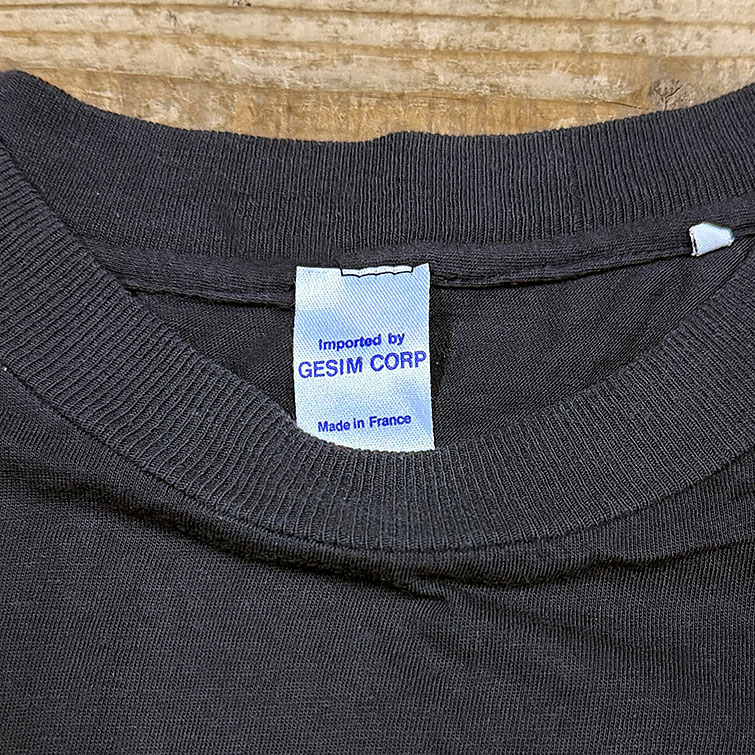 Imported by
GESIM CORP
Made in France